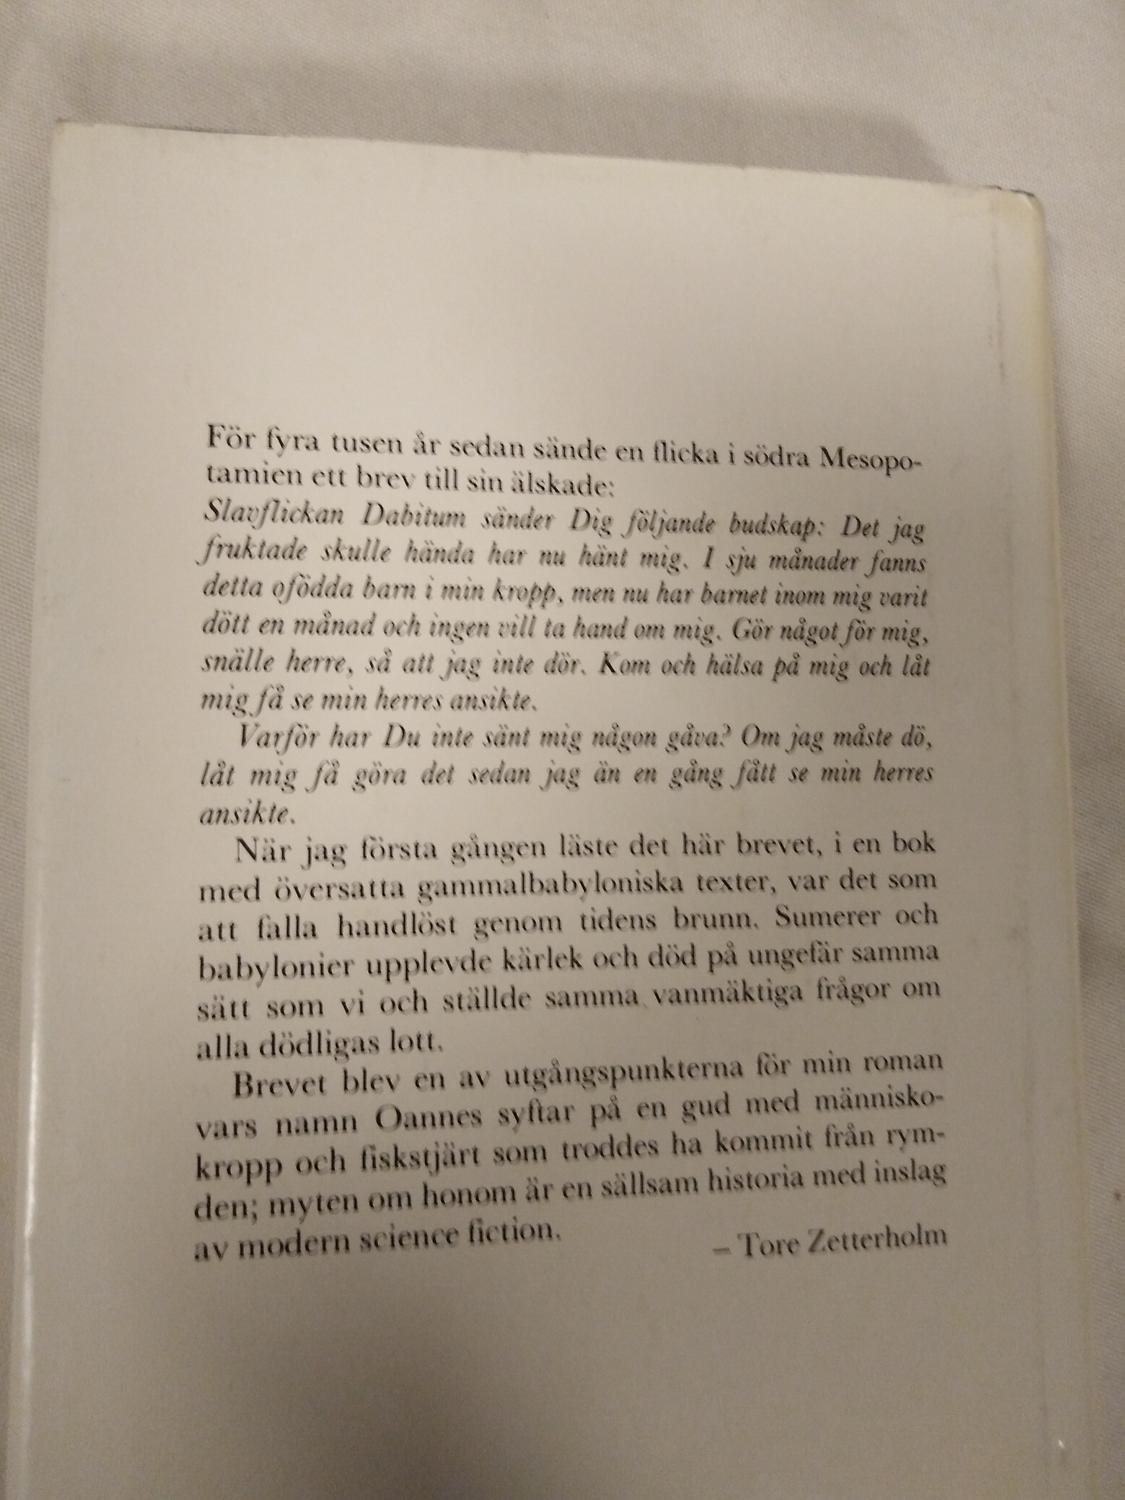 För fyra tusen år sedan sände en flicka i södra Mesopo-
tamien ett brev till sin älskade:
Slavflickan Dabitum sänder Dig följande budskap: Det jag
fruktade skulle hända har nu hänt mig. I sju månader fanns
detta ofödda barn i min kropp, men nu har barnet inom mig varit
dött en månad och ingen vill ta hand om mig. Gör något för mig,
snälle herre, så att jag inte dör. Kom och hälsa på mig och låt
mig få se min herres ansikte.
Varför har Du inte sänt mig någon gåva? Om jag måste dö,
låt mig få göra det sedan jag än en gång fått se min herres
ansikte.
När jag första gången läste det här brevet, i en bok
med översatta gammalbabyloniska texter, var det som
att falla handlöst genom tidens brunn. Sumerer och
babylonier upplevde kärlek och död på ungefär samma
sätt som vi och ställde samma vanmäktiga frågor om
alla dödligas lott.
Brevet blev en av utgångspunkterna för min roman
vars namn Oannes syftar på en gud med människo-
kropp och fiskstjärt som troddes ha kommit från rym-
den; myten om honom är en sällsam historia med inslag
av modern science fiction.
– Tore Zetterholm